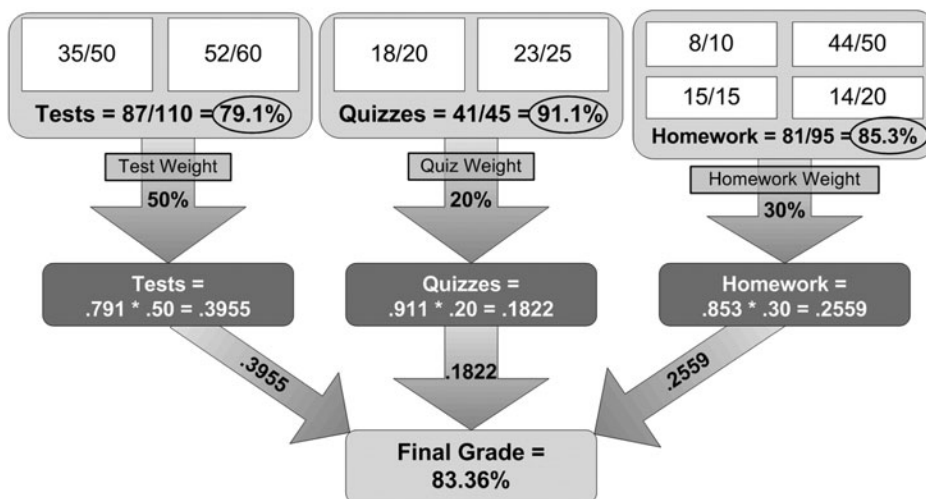 35/50
52/60
Tests = 87/110 = 79.1%
18/20
23/25
Quizzes = 41/45 = 91.1%
8/10
44/50
15/15
14/20
Homework = 81/95 = 85.3%
Test Weight
50%
Quiz Weight
20%
Homework Weight
30%
Tests =
.791 * .50 = .3955
Quizzes =
.911 * .20 = .1822
Homework =
.853 * .30 = .2559
.3955
.1822
.2559
Final Grade =
83.36%